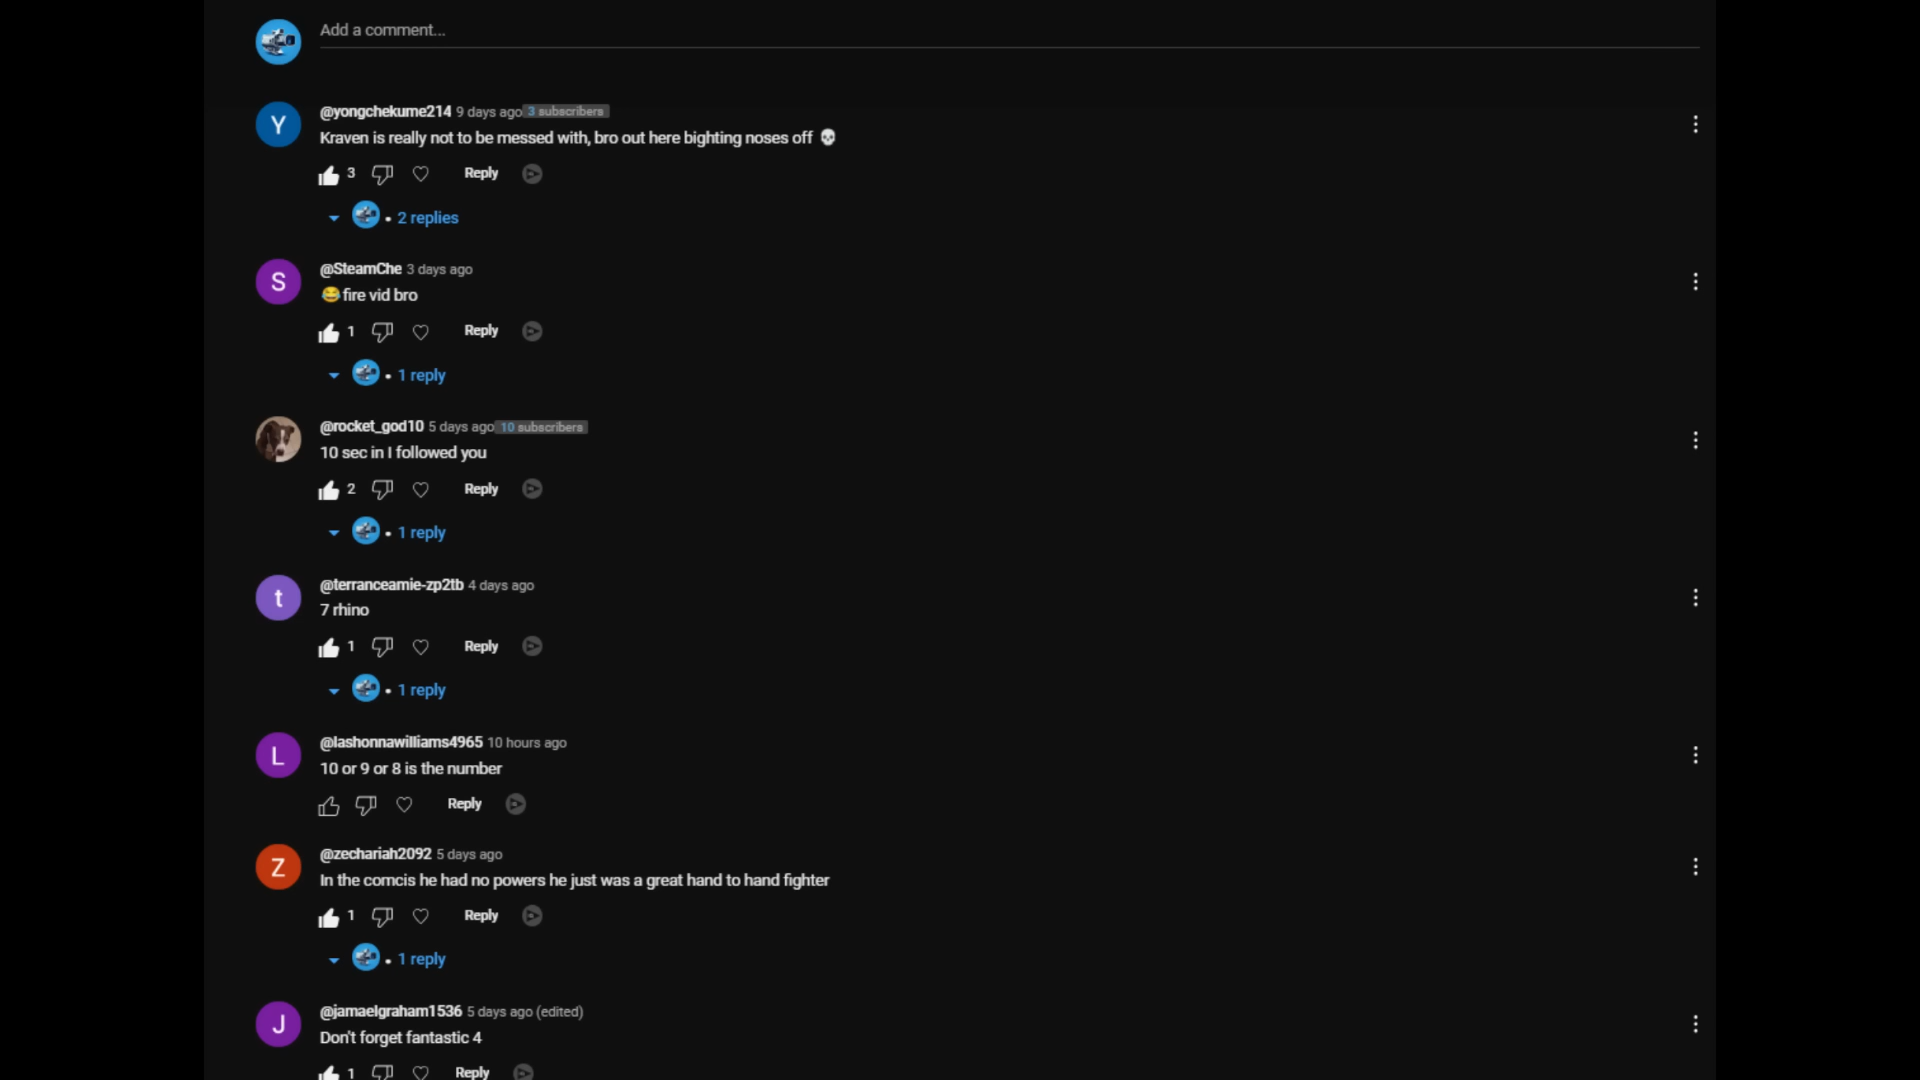 Add a comment...
Y
@yongchekume214 9 days ago 3 subscribers
Kraven is really not to be messed with, bro out here bighting noses off 💀
3 Reply
2 replies
S
@SteamChe 3 days ago
😂fire vid bro
1 Reply
1 reply
@rocket_god10 5 days ago 10 subscribers
10 sec in I followed you
2 Reply
1 reply
t
@terranceamie-zp2tb 4 days ago
7 rhino
1 Reply
1 reply
L
@lashonnawilliams4965 10 hours ago
10 or 9 or 8 is the number
Reply
Z
@zechariah2092 5 days ago
In the comcis he had no powers he just was a great hand to hand fighter
1 Reply
1 reply
J
@jamaelgraham1536 5 days ago (edited)
Don't forget fantastic 4
1 Reply